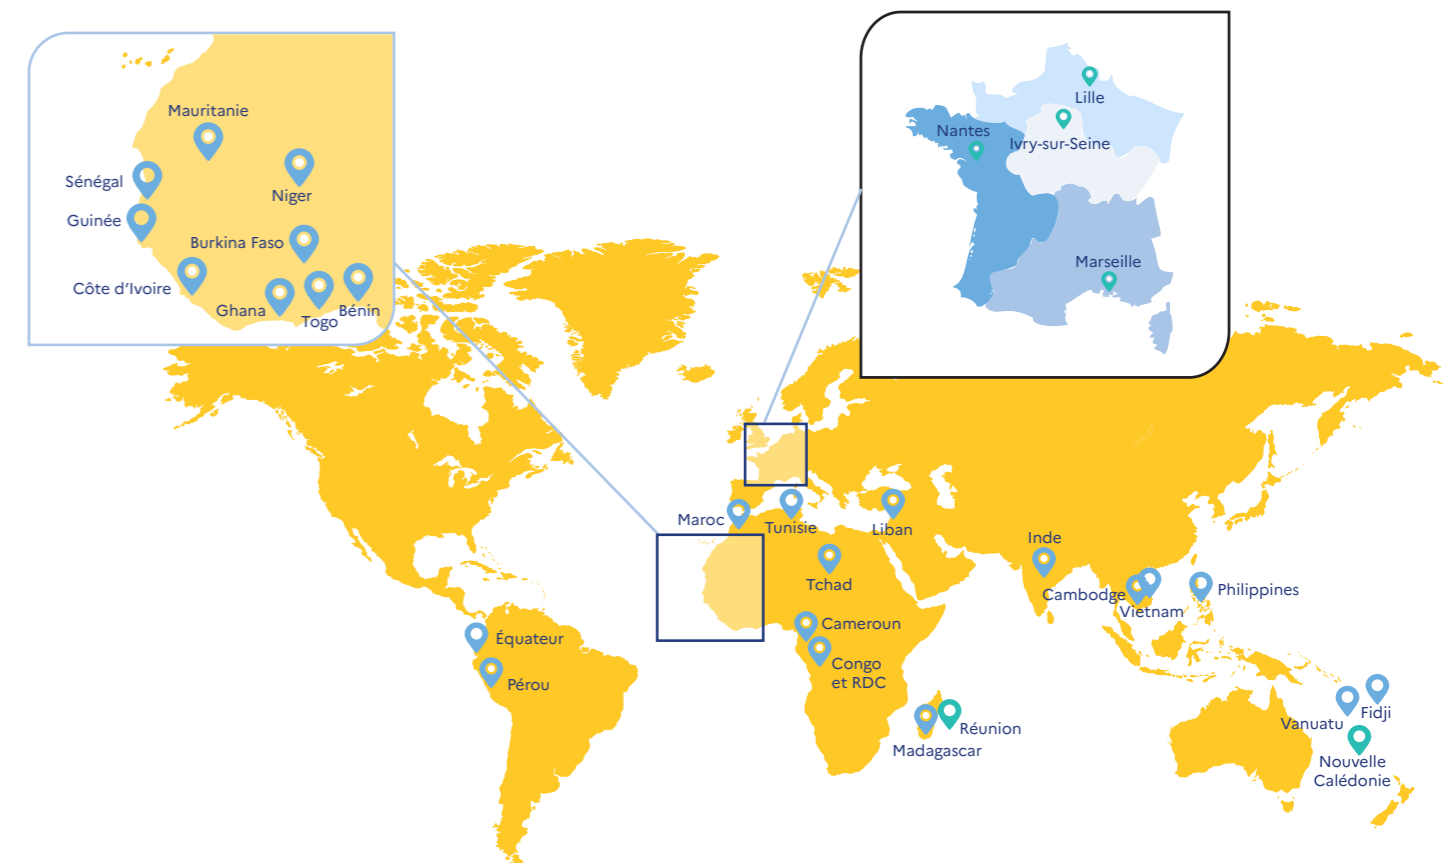 Mauritanie
Sénégal
Niger
Guinée
Burkina Faso
Côte d'Ivoire
Ghana
Togo
Bénin
Lille
Nantes
Ivry-sur-Seine
Marseille
Maroc
Tunisie
Liban
Tchad
Inde
Cambodge
Vietnam
Philippines
Cameroun
Congo
et RDC
Équateur
Pérou
Madagascar
Réunion
Vanuatu
Fidji
Nouvelle
Calédonie